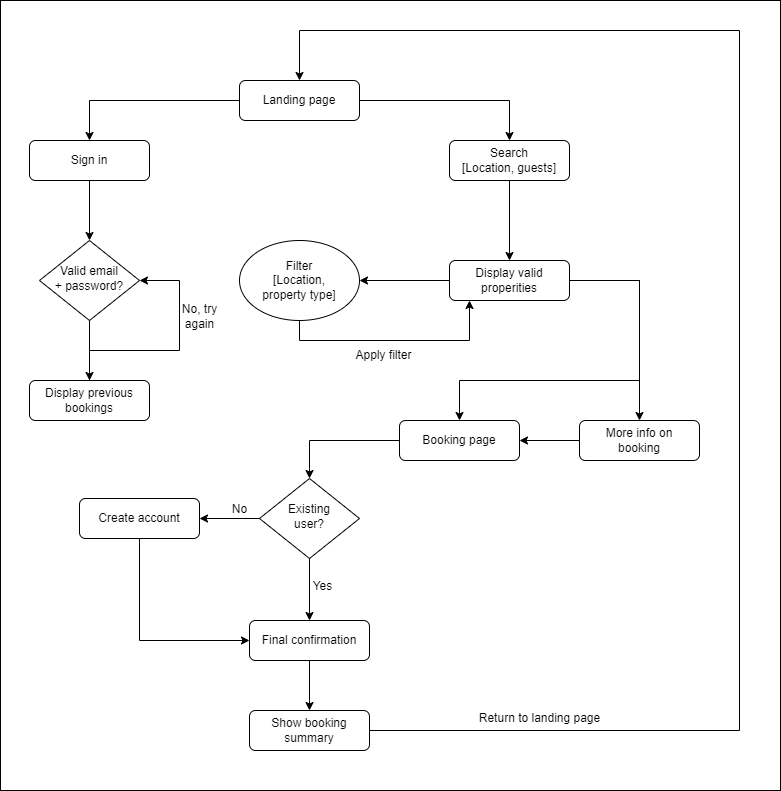 Landing page
Sign in
Search
[Location, guests]
Valid email
+ password?
No, try
again
Filter
[Location,
property type]
Display valid
properities
Apply filter
Display previous
bookings
Booking page
More info on
booking
Create account
No
Existing
user?
Yes
Final confirmation
Show booking
summary
Return to landing page